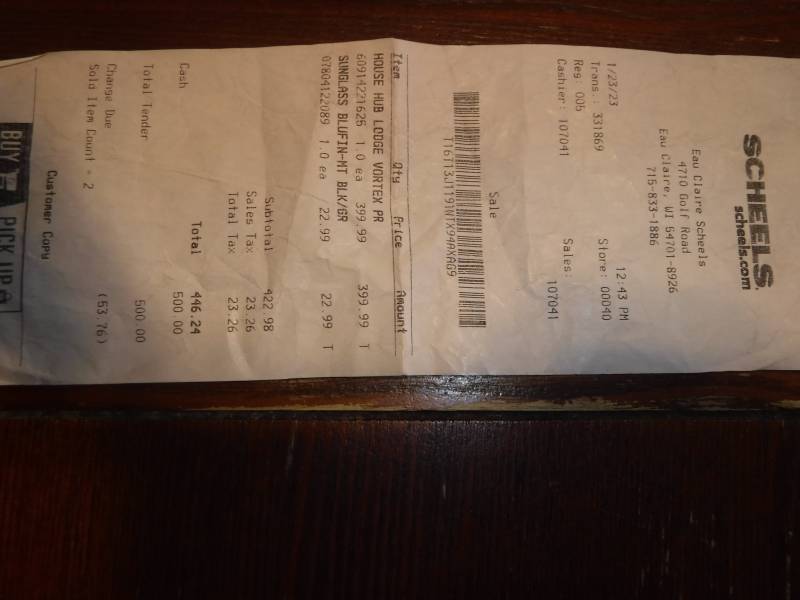 SCHEELS
scheels.com
Eau Claire Scheels
4710 Golf Road
Eau Claire, WI 54701-8926
715-833-1886
1/23/23 12:43 PM
Trans.: 331869 Store: 00040
Reg. 005
Cashier: 107041 Sales: 107041
Sale
T16T13J1191WTX94AXAG9
Item Qty Price Amount
HOUSE HUB LODGE VORTEX PR
60914221625 1.0 ea 399.99 399.99 T
SUNGLASS BLUFIN-MT BLK/GR
07804122089 1.0 ea 22.99 22.99 T
Subtotal 422.98
Sales Tax 23.26
Total Tax 23.26
Total 446.24
Cash 500.00
Total Tender 500.00
Change Due (53.76)
Sold Item Count = 2
Customer Copy
BUY PICK UP